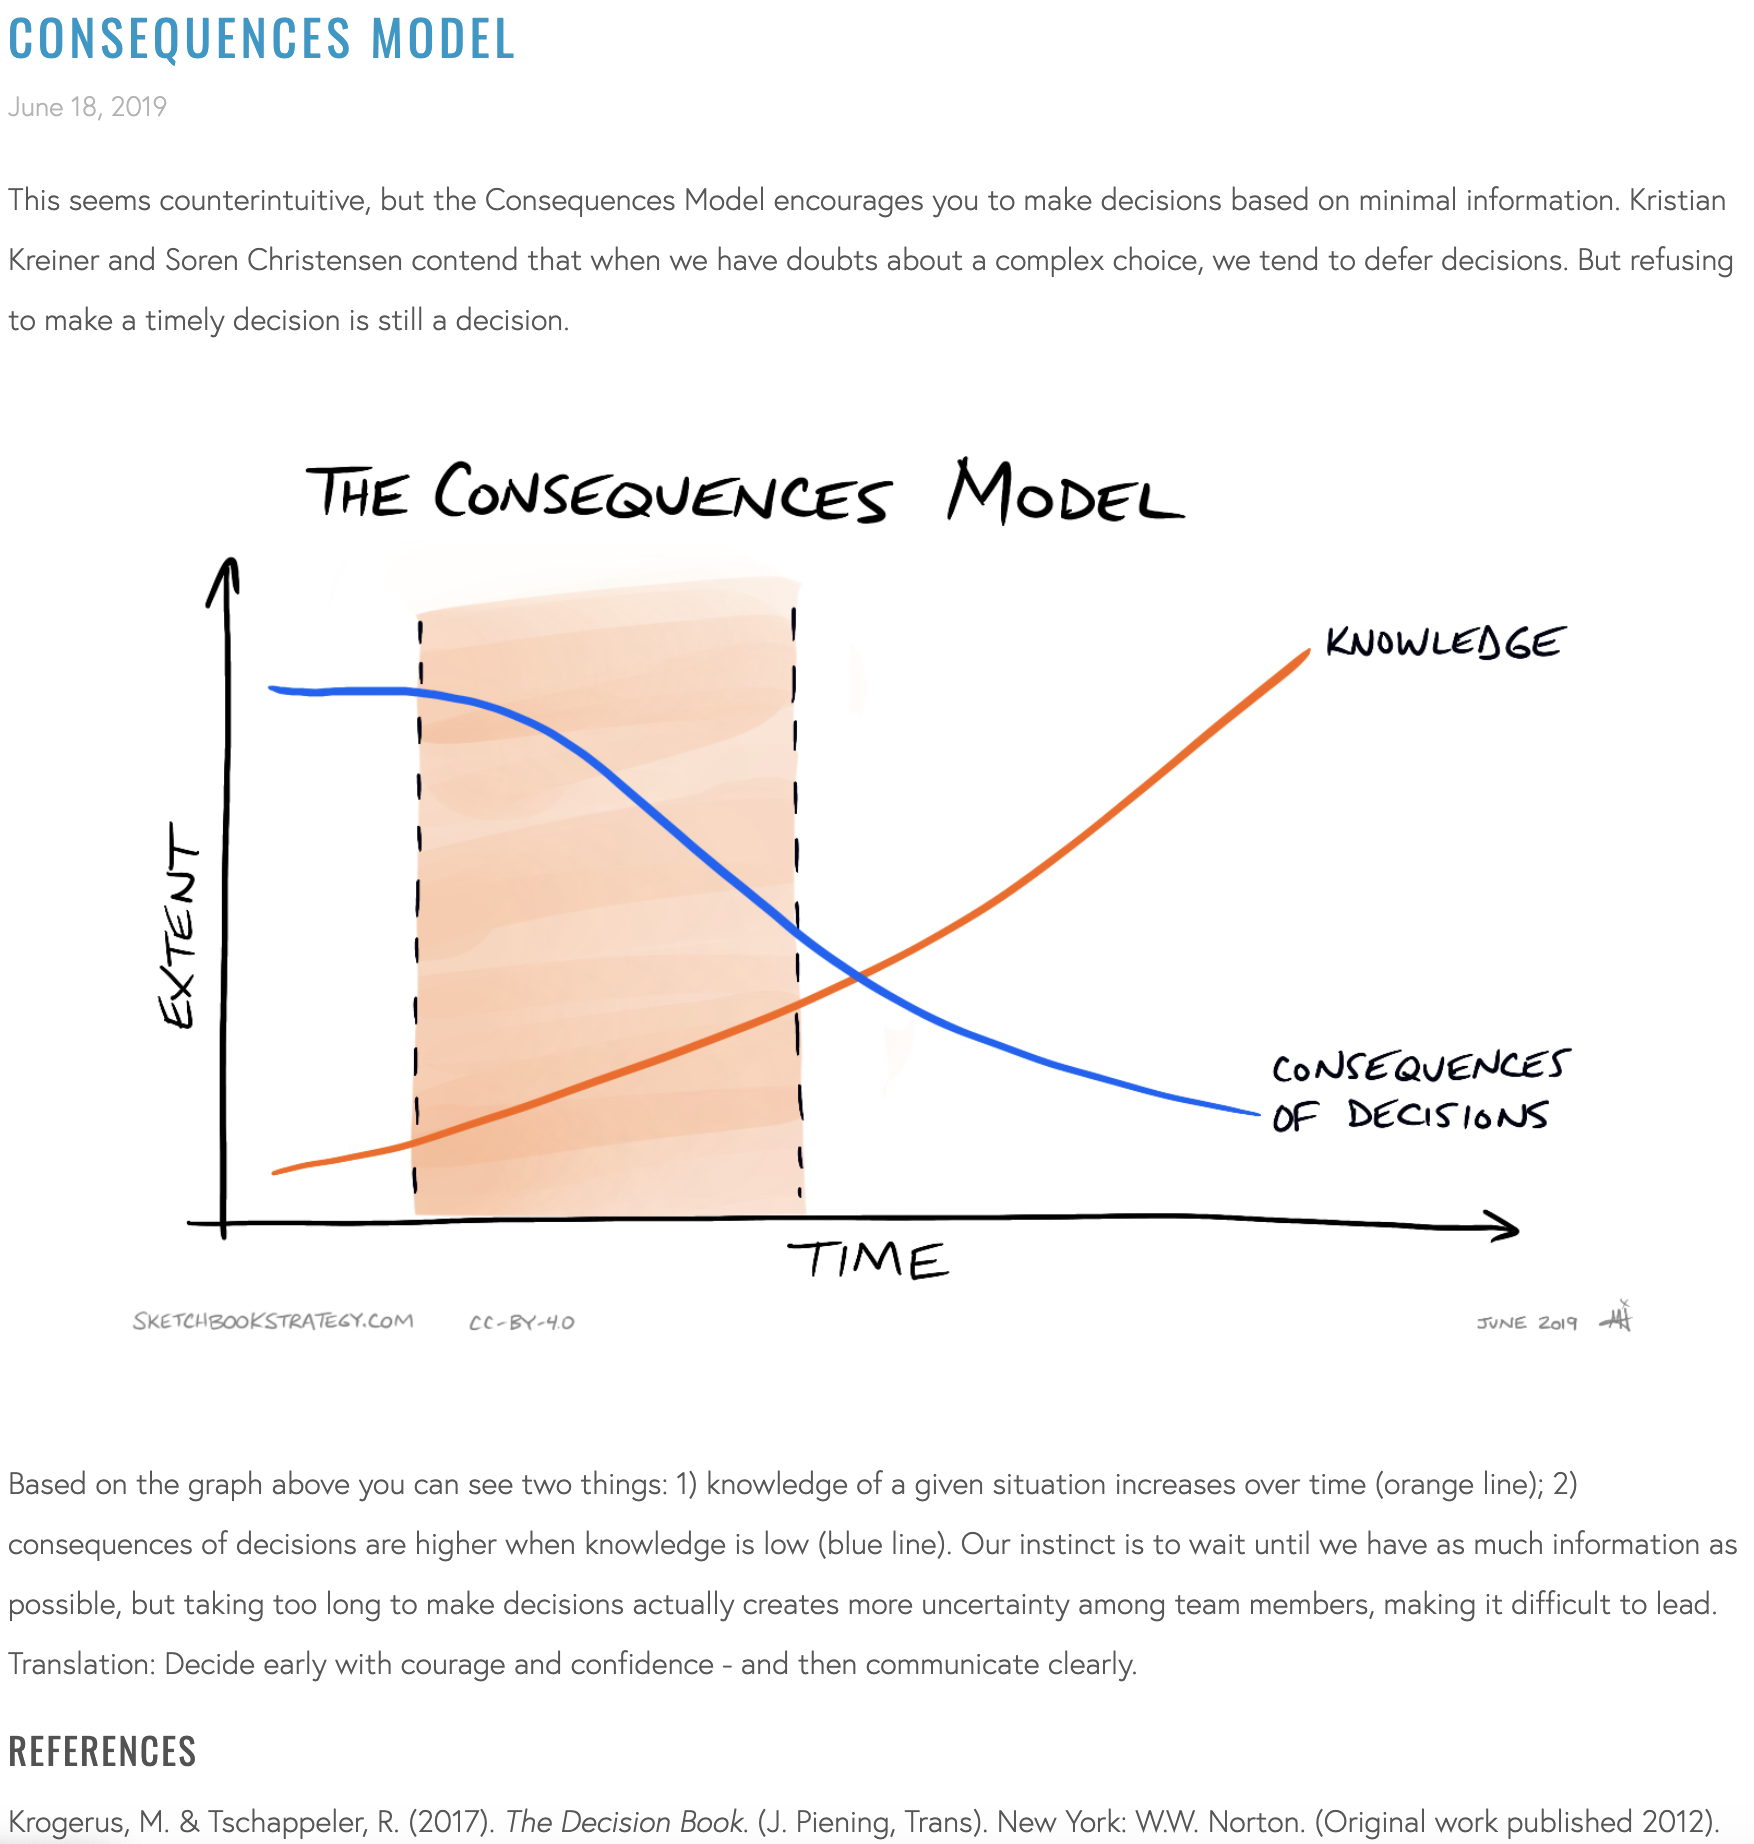 CONSEQUENCES MODEL
June 18, 2019
This seems counterintuitive, but the Consequences Model encourages you to make decisions based on minimal information. Kristian
Kreiner and Soren Christensen contend that when we have doubts about a complex choice, we tend to defer decisions. But refusing
to make a timely decision is still a decision.
THE CONSEQUENCES MODEL
KNOWLEDGE
EXTENT
CONSEQUENCES
OF DECISIONS
TIME
SKETCHBOOKSTRATEGY.COM CC-BY-4.0 JUNE 2019
Based on the graph above you can see two things: 1) knowledge of a given situation increases over time (orange line); 2)
consequences of decisions are higher when knowledge is low (blue line). Our instinct is to wait until we have as much information as
possible, but taking too long to make decisions actually creates more uncertainty among team members, making it difficult to lead.
Translation: Decide early with courage and confidence - and then communicate clearly.
REFERENCES
Krogerus, M. & Tschappeler, R. (2017). The Decision Book. (J. Piening, Trans). New York: W.W. Norton. (Original work published 2012).